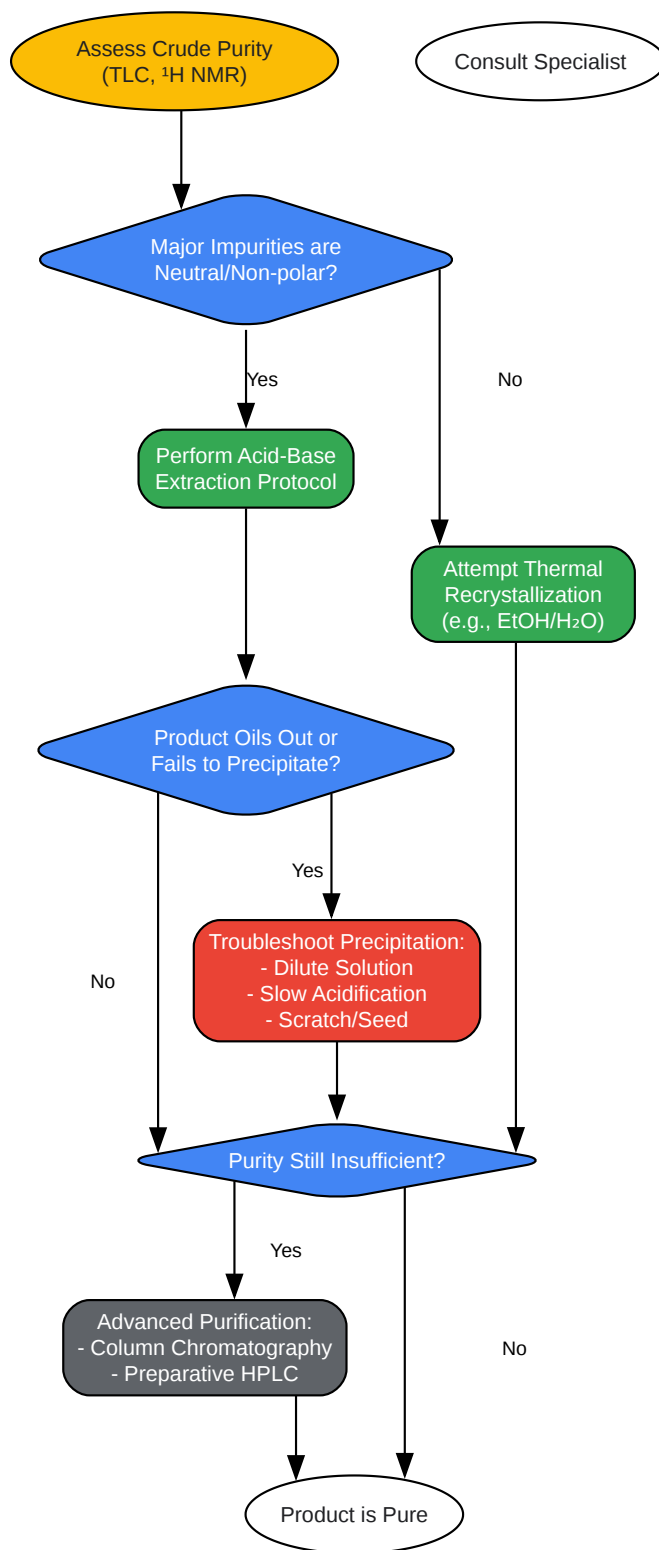 Assess Crude Purity
(TLC, ¹H NMR)
Consult Specialist
Major Impurities are
Neutral/Non-polar?
Yes
No
Perform Acid-Base
Extraction Protocol
Attempt Thermal
Recrystallization
(e.g., EtOH/H₂O)
Product Oils Out or
Fails to Precipitate?
Yes
No
Troubleshoot Precipitation:
- Dilute Solution
- Slow Acidification
- Scratch/Seed
Purity Still Insufficient?
Yes
No
Advanced Purification:
- Column Chromatography
- Preparative HPLC
Product is Pure